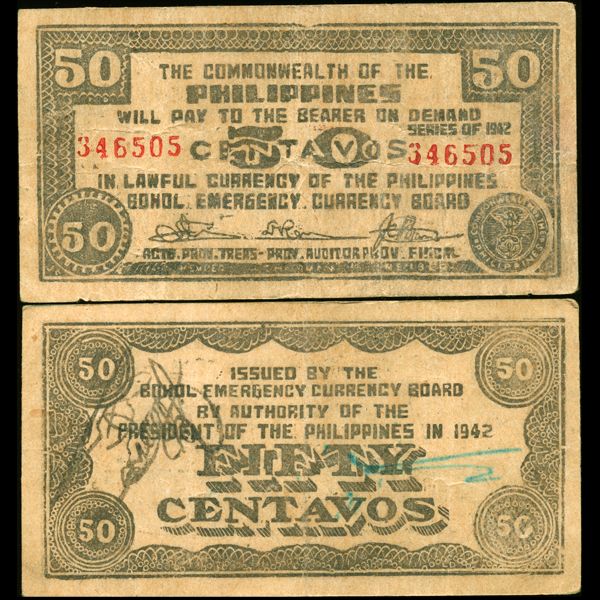 50 50
THE COMMONWEALTH OF THE
PHILIPPINES
WILL PAY TO THE BEARER ON DEMAND
SERIES OF 1942
346505 CENTAVOS 346505
50
IN LAWFUL CURRENCY OF THE PHILIPPINES
BOHOL EMERGENCY CURRENCY BOARD
50
ACTG. PROV. TREAS- PROV. AUDITOR PROV. FISCAL
50 50
ISSUED BY THE
BOHOL EMERGENCY CURRENCY BOARD
BY AUTHORITY OF THE
PRESIDENT OF THE PHILIPPINES IN 1942
FIFTY
CENTAVOS.
50 50